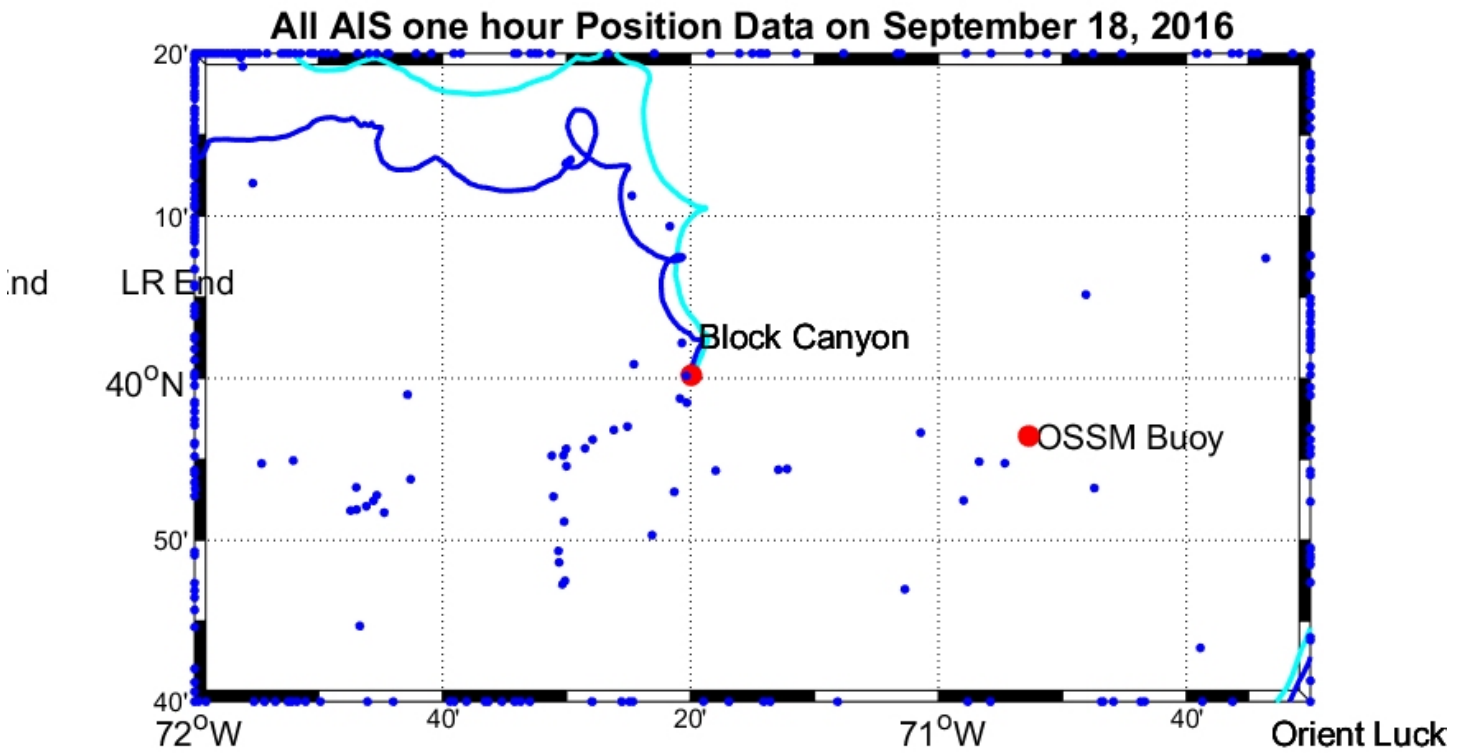 All AIS one hour Position Data on September 18, 2016
20'
10'
nd LR End
Block Canyon
40°N
OSSM Buoy
50'
40'
72°W 40' 20' 71°W 40' Orient Luck